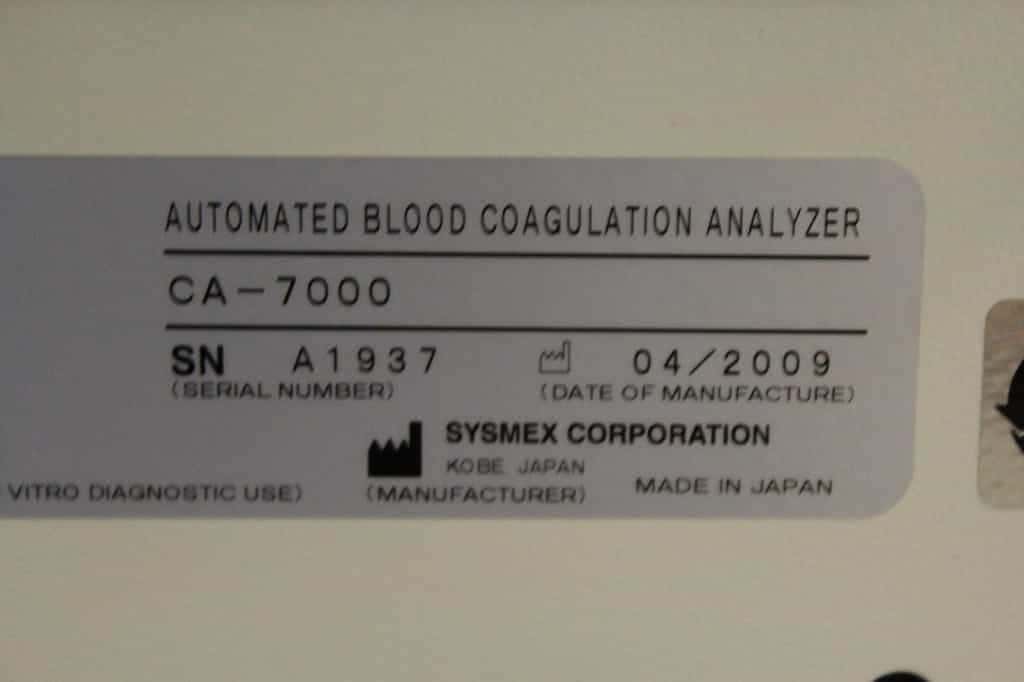 AUTOMATED BLOOD COAGULATION ANALYZER
CA-7000
SN A1937 04/2009
(SERIAL NUMBER) (DATE OF MANUFACTURE)
SYSMEX CORPORATION
KOBE JAPAN
VITRO DIAGNOSTIC USE) (MANUFACTURER) MADE IN JAPAN